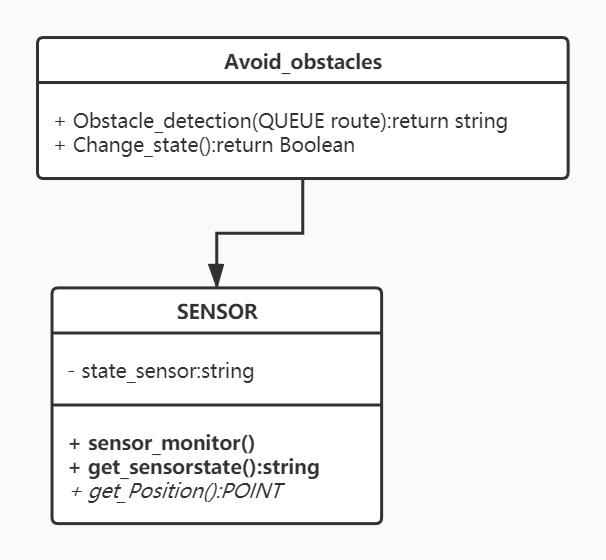 Avoid_obstacles
+ Obstacle_detection(QUEUE route):return string
+ Change_state():return Boolean
SENSOR
- state_sensor:string
+ sensor_monitor()
+ get_sensorstate():string
+ get_Position():POINT